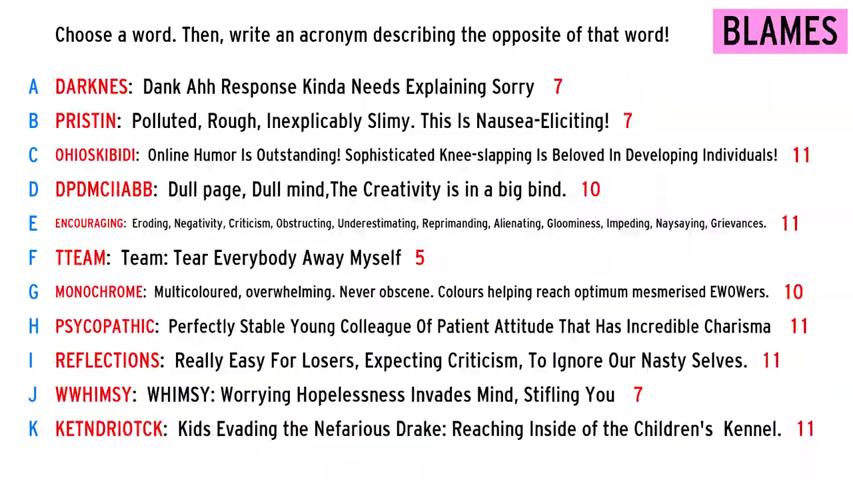 Choose a word. Then, write an acronym describing the opposite of that word!
BLAMES
A DARKNES: Dank Ahh Response Kinda Needs Explaining Sorry 7
B PRISTIN: Polluted, Rough, Inexplicably Slimy. This Is Nausea-Eliciting! 7
C OHIOSKIBIDI: Online Humor Is Outstanding! Sophisticated Knee-slapping Is Beloved In Developing Individuals! 11
D DPDMCIIABB: Dull page, Dull mind,The Creativity is in a big bind. 10
E ENCOURAGING: Eroding, Negativity, Criticism, Obstructing, Underestimating, Reprimanding, Alienating, Gloominess, Impeding, Naysaying, Grievances. 11
F TTEAM: Team: Tear Everybody Away Myself 5
G MONOCHROME: Multicoloured, overwhelming. Never obscene. Colours helping reach optimum mesmerised EWOWers. 10
H PSYCOPATHIC: Perfectly Stable Young Colleague Of Patient Attitude That Has Incredible Charisma 11
I REFLECTIONS: Really Easy For Losers, Expecting Criticism, To Ignore Our Nasty Selves. 11
J WWHIMSY: WHIMSY: Worrying Hopelessness Invades Mind, Stifling You 7
K KETNDRIOTCK: Kids Evading the Nefarious Drake: Reaching Inside of the Children's Kennel. 11